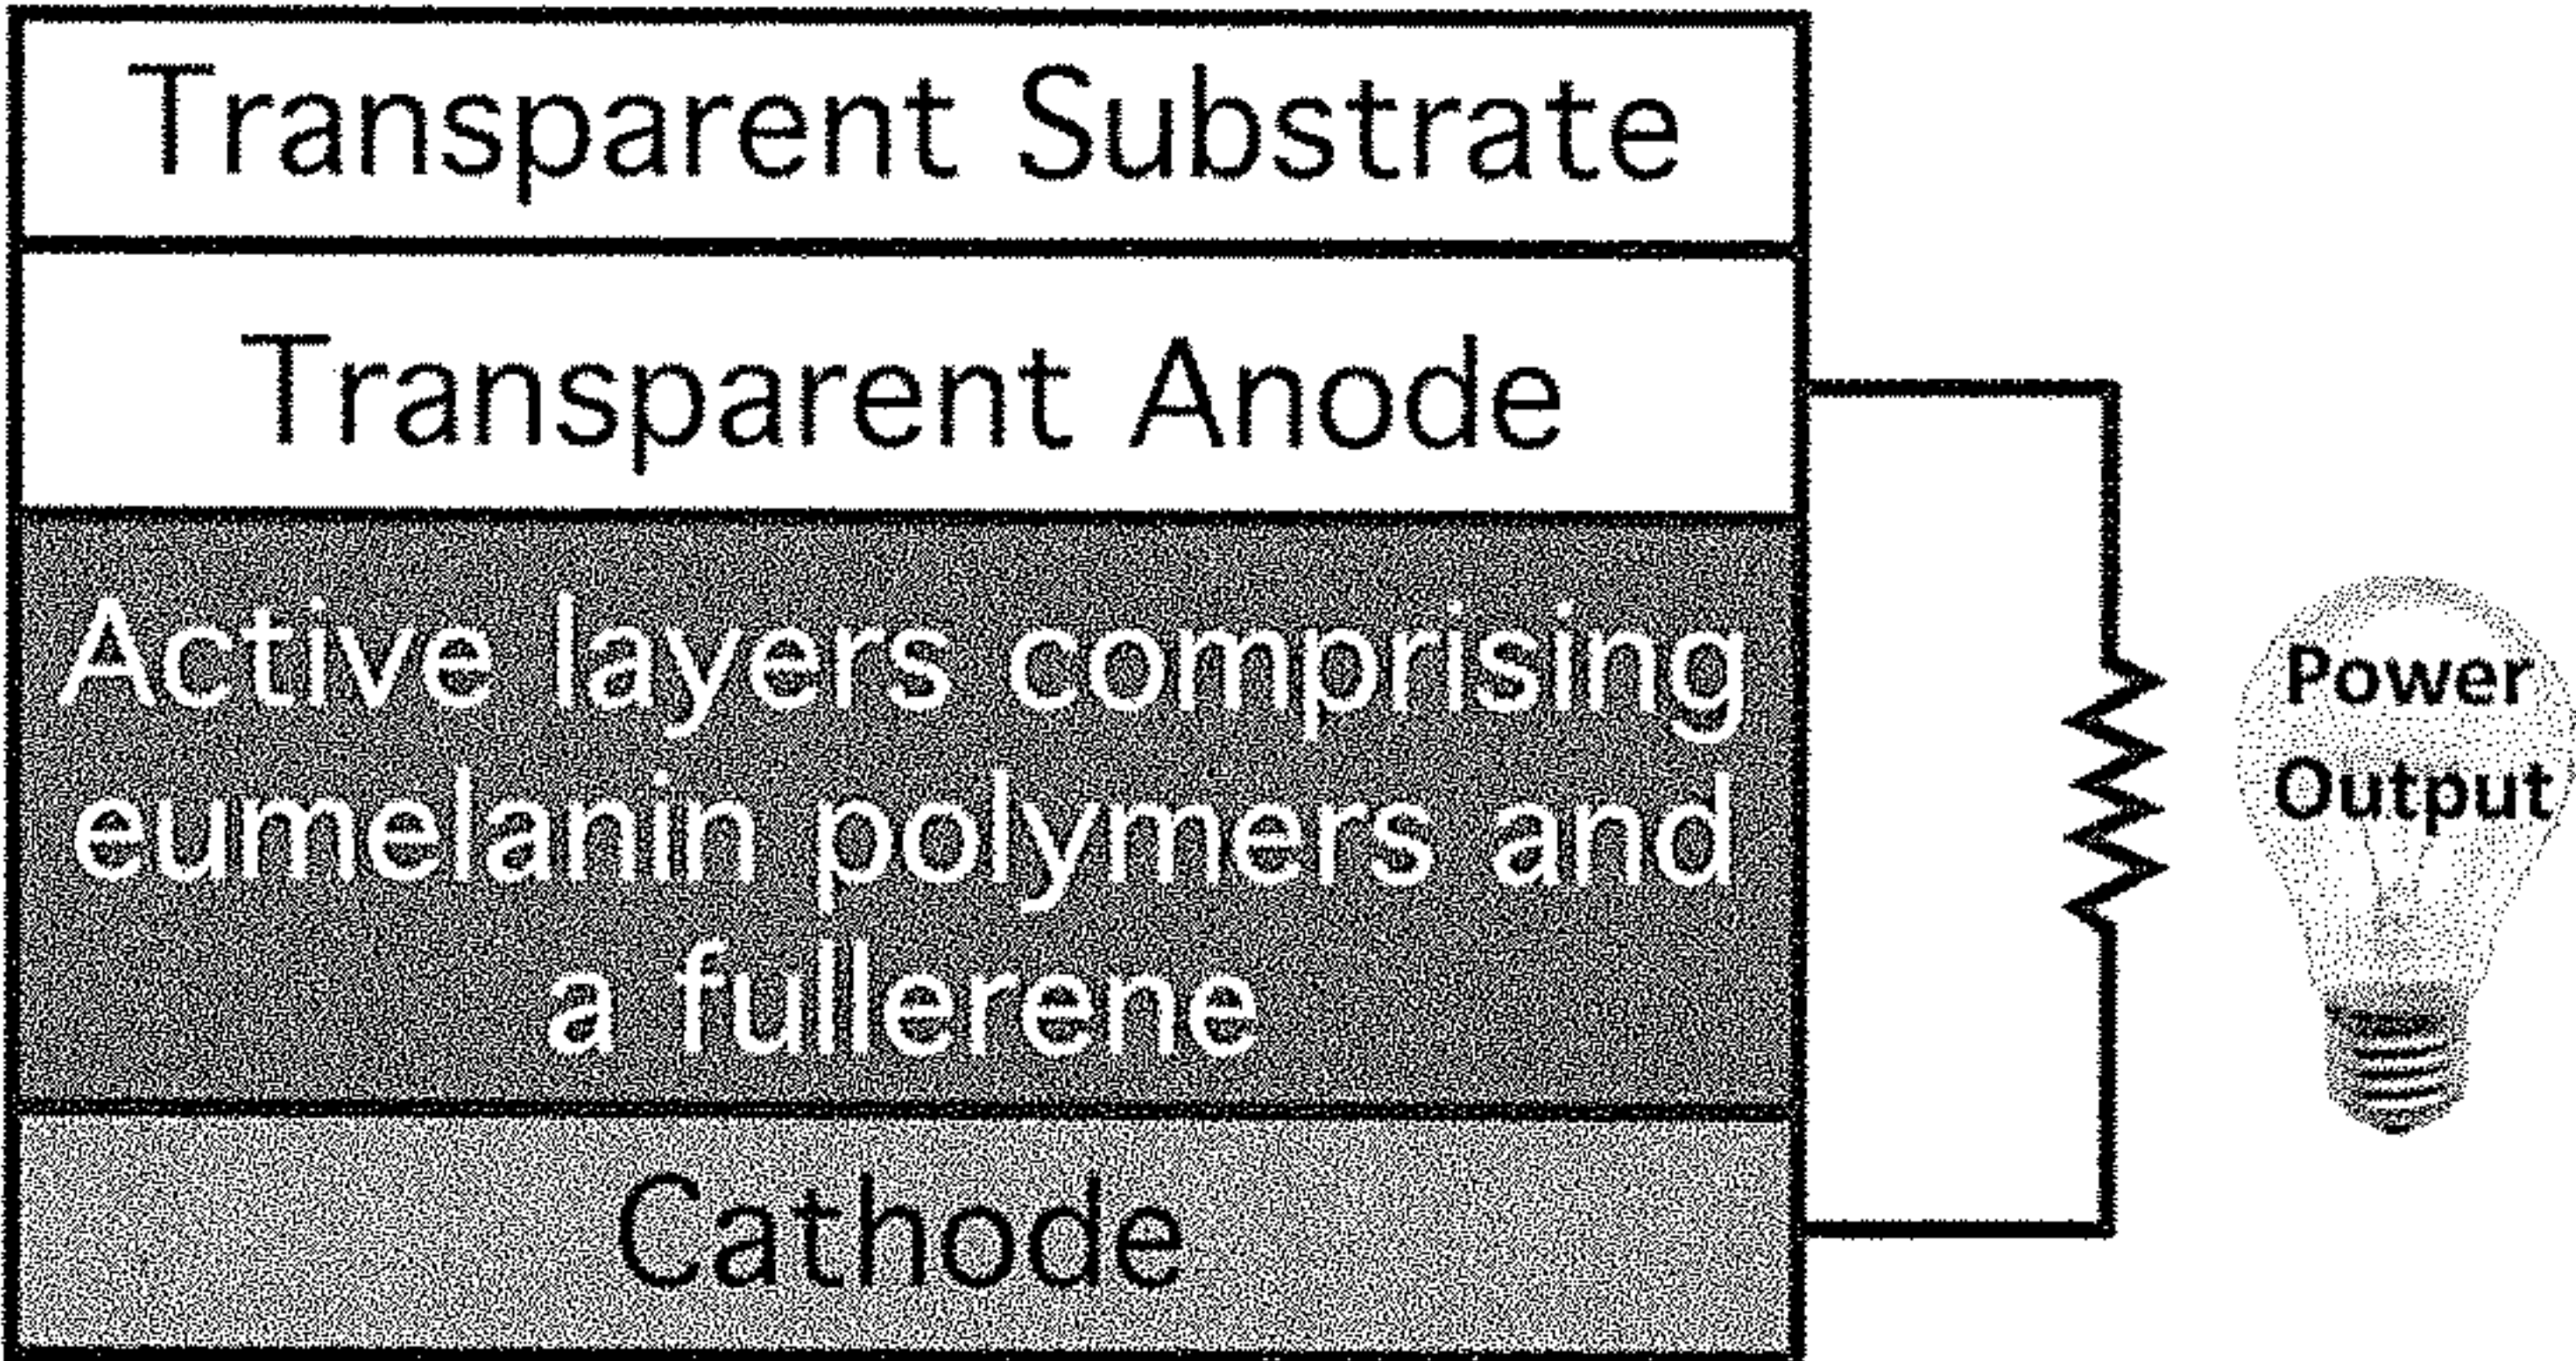 Transparent Substrate
Transparent Anode
Active layers comprising
eumelanin polymers and
a fullerene
Cathode
Power
Output